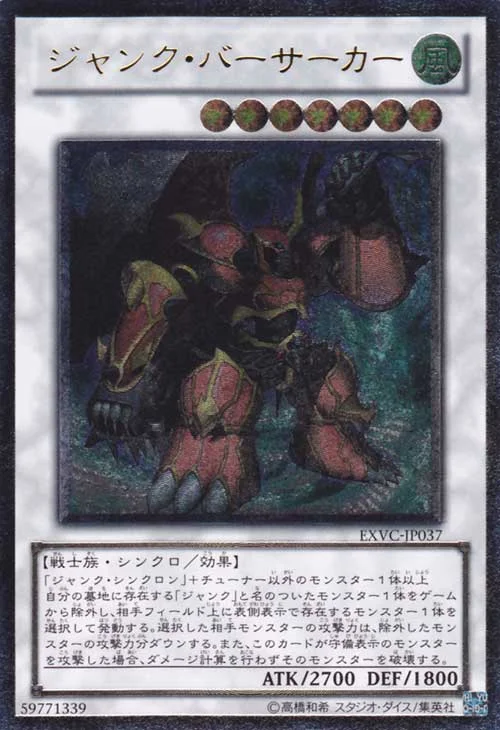 ジャンク・バーサーカー
風
EXVC-JP037
【戦士族・シンクロ/効果】
「ジャンク・シンクロン」+チューナー以外のモンスター1体以上
自分の墓地に存在する「ジャンク」と名のついたモンスター1体をゲーム
から除外し、相手フィールド上に表側表示で存在するモンスター1体を
選択して発動する。選択した相手モンスターの攻撃力は、除外したモン
スターの攻撃力分ダウンする。また、このカードが守備表示のモンスター
を攻撃した場合、ダメージ計算を行わずそのモンスターを破壊する。
ATK/2700 DEF/1800
59771339
©高橋和希 スタジオ・ダイス/集英社